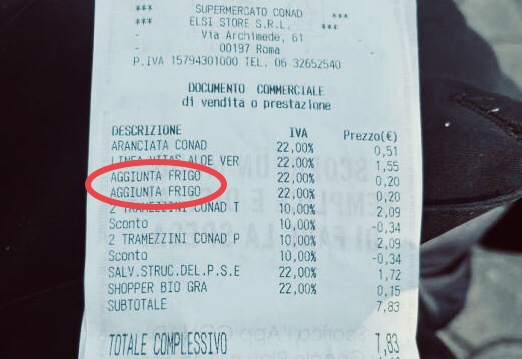 *** SUPERMERCATO CONAD ***
*** ELSI STORE S.R.L. ***
- Via Archimede, 61 -
- 00197 Roma -
P.IVA 15794301000 TEL. 06 32652540
DOCUMENTO COMMERCIALE
di vendita o prestazione
DESCRIZIONE IVA Prezzo(€)
ARANCIATA CONAD 22,00% 0,51
LINEA VITAS ALOE VER 22,00% 1,55
AGGIUNTA FRIGO 22,00% 0,20
AGGIUNTA FRIGO 22,00% 0,20
2 TRAMEZZINI CONAD T 10,00% 2,09
Sconto 10,00% -0,34
2 TRAMEZZINI CONAD P 10,00% 2,09
Sconto 10,00% -0,34
SALV.STRUC.DEL.P.S.E 22,00% 1,72
SHOPPER BIO GRA 22,00% 0,15
SUBTOTALE 7,83
TOTALE COMPLESSIVO 7,83